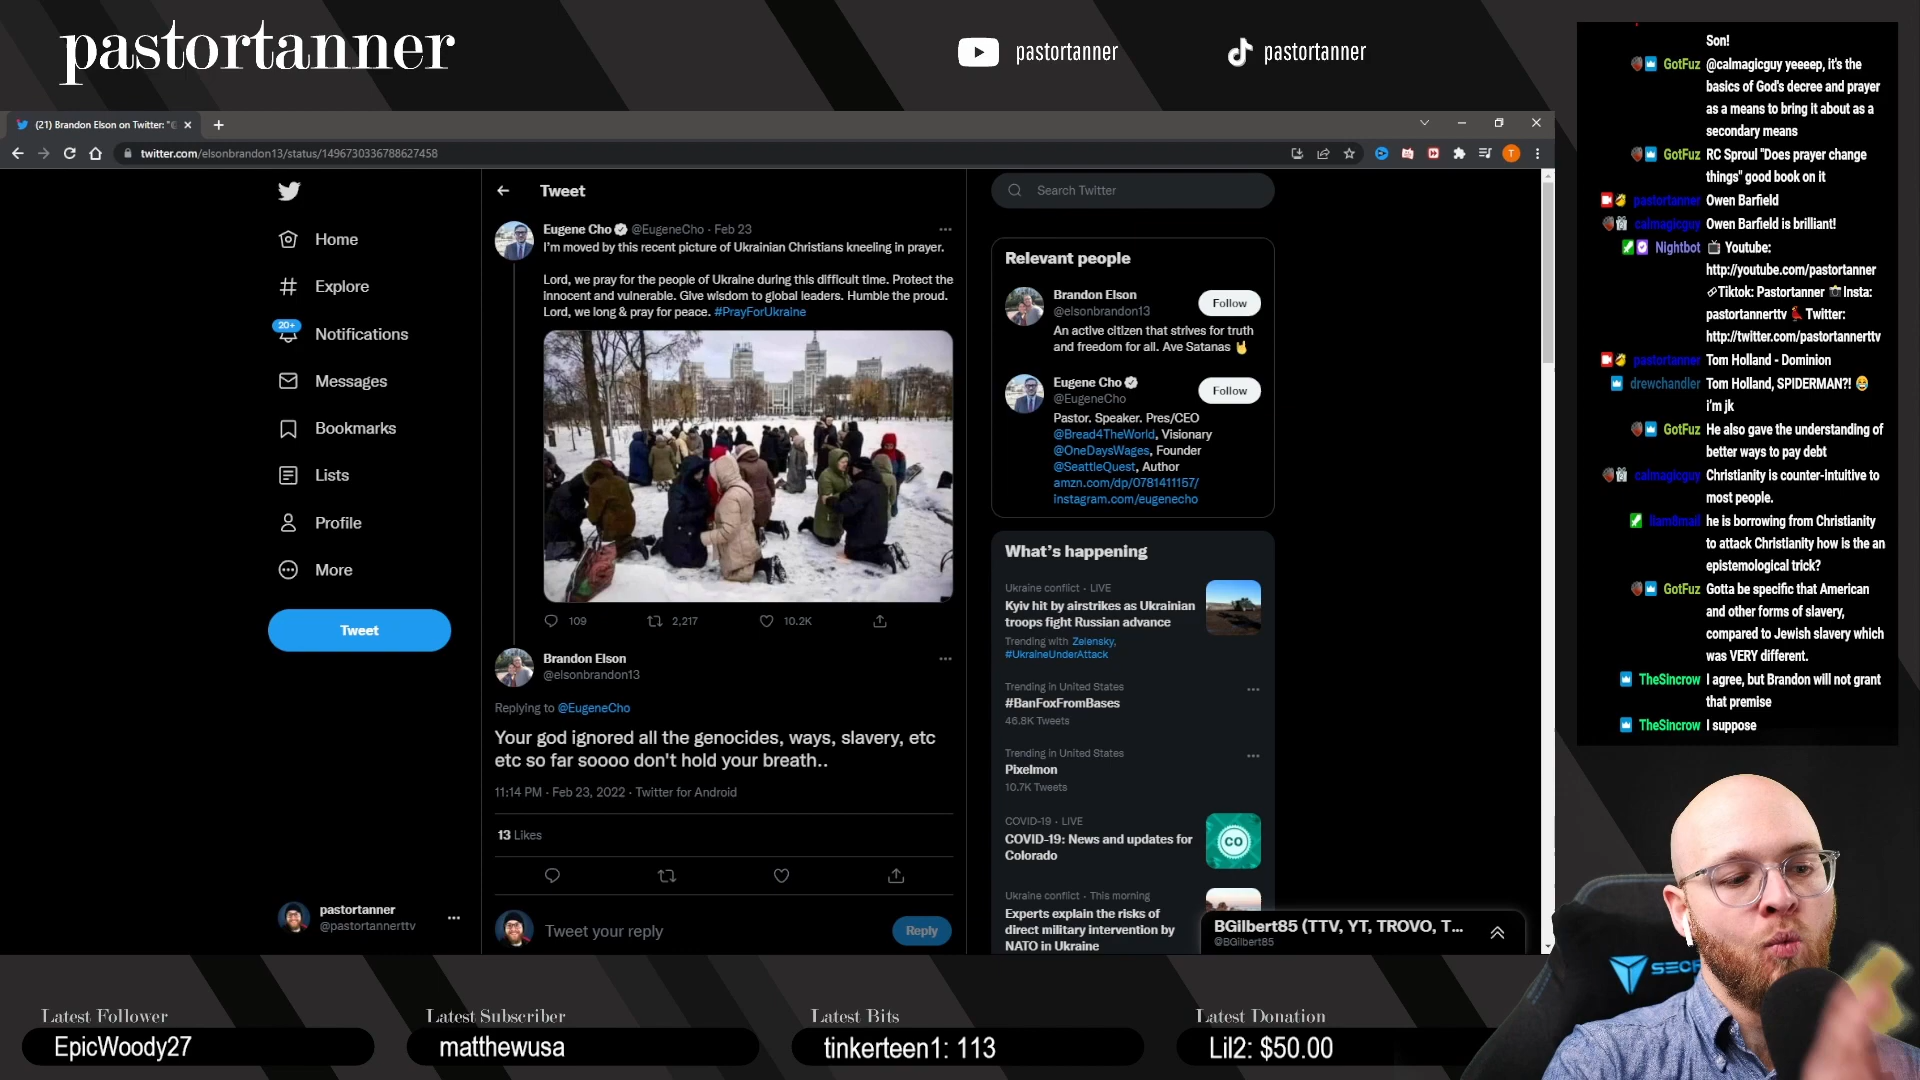 pastortanner
pastortanner
pastortanner
(21) Brandon Elson on Twitter: "
twitter.com/elsonbrandon13/status/1496730336788627458
T
Home
Explore
20+
Notifications
Messages
Bookmarks
Lists
Profile
More
Tweet
pastortanner
@pastortannerttv
Tweet
Eugene Cho @EugeneCho · Feb 23
I'm moved by this recent picture of Ukrainian Christians kneeling in prayer.
Lord, we pray for the people of Ukraine during this difficult time. Protect the
innocent and vulnerable. Give wisdom to global leaders. Humble the proud.
Lord, we long & pray for peace. #PrayForUkraine
109
2,217
10.2K
Brandon Elson
@elsonbrandon13
Replying to @EugeneCho
Your god ignored all the genocides, ways, slavery, etc
etc so far soooo don't hold your breath..
11:14 PM · Feb 23, 2022 · Twitter for Android
13 Likes
Tweet your reply
Reply
Search Twitter
Relevant people
Brandon Elson
@elsonbrandon13
Follow
An active citizen that strives for truth
and freedom for all. Ave Satanas 🤘
Eugene Cho
@EugeneCho
Follow
Pastor. Speaker. Pres/CEO
@Bread4TheWorld, Visionary
@OneDaysWages, Founder
@SeattleQuest, Author
amzn.com/dp/0781411157/
instagram.com/eugenecho
What's happening
Ukraine conflict · LIVE
Kyiv hit by airstrikes as Ukrainian
troops fight Russian advance
Trending with Zelensky,
#UkraineUnderAttack
Trending in United States
#BanFoxFromBases
46.8K Tweets
Trending in United States
Pixelmon
10.7K Tweets
COVID-19 · LIVE
COVID-19: News and updates for
Colorado
CO
Ukraine conflict · This morning
Experts explain the risks of
direct military intervention by
NATO in Ukraine
BGilbert85 (TTV, YT, TROVO, T...
@BGilbert85
Son!
GotFuz @calmagicguy yeeeep, it's the
basics of God's decree and prayer
as a means to bring it about as a
secondary means
GotFuz RC Sproul "Does prayer change
things" good book on it
pastortanner Owen Barfield
calmagicguy Owen Barfield is brilliant!
Nightbot 📺 Youtube:
http://youtube.com/pastortanner
Tiktok: Pastortanner 📸 Insta:
pastortannerttv Twitter:
http://twitter.com/pastortannerttv
pastortanner Tom Holland - Dominion
drewchandler Tom Holland, SPIDERMAN?! 😂
i'm jk
GotFuz He also gave the understanding of
better ways to pay debt
calmagicguy Christianity is counter-intuitive to
most people.
he is borrowing from Christianity
to attack Christianity how is the an
epistemological trick?
GotFuz Gotta be specific that American
and other forms of slavery,
compared to Jewish slavery which
was VERY different.
TheSincrow I agree, but Brandon will not grant
that premise
TheSincrow I suppose
Latest Follower
EpicWoody27
Latest Subscriber
matthewusa
Latest Bits
tinkerteen1: 113
Latest Donation
Lil2: $50.00